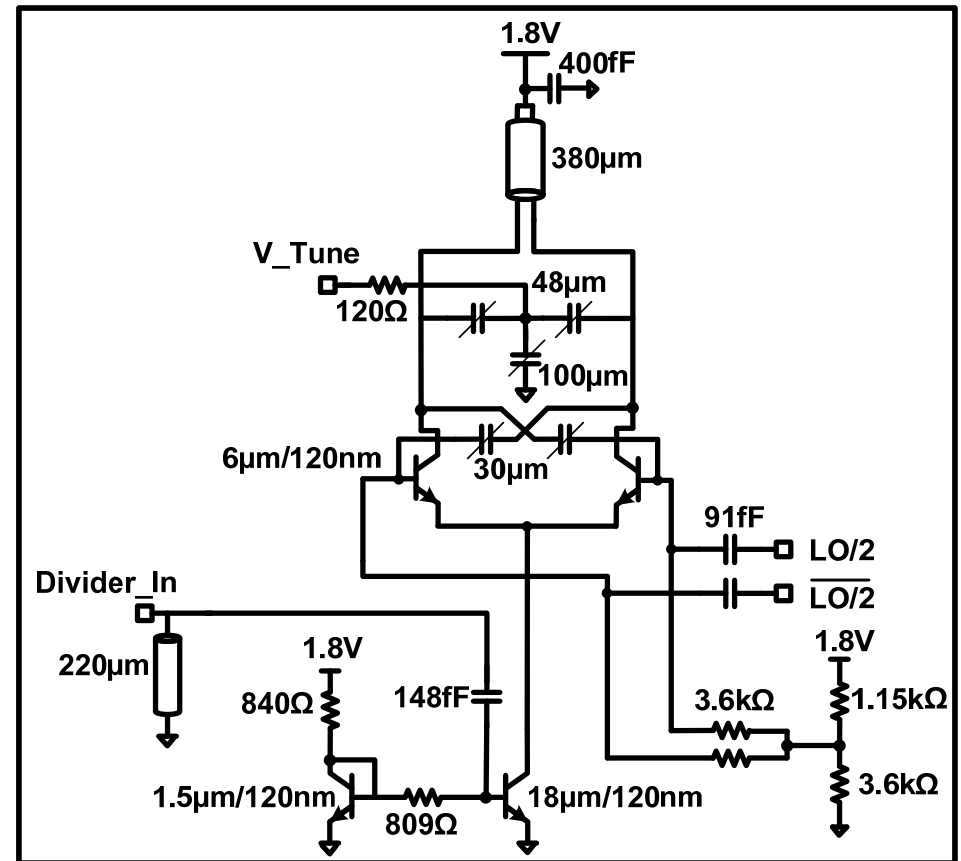 1.8V
400fF
380µm
V_Tune
48µm
120Ω
100µm
6µm/120nm
30µm
91fF
LO/2
Divider_In
LO/2
1.8V
1.8V
220µm
840Ω
148fF
3.6kΩ
1.15kΩ
1.5µm/120nm
18µm/120nm
3.6kΩ
809Ω